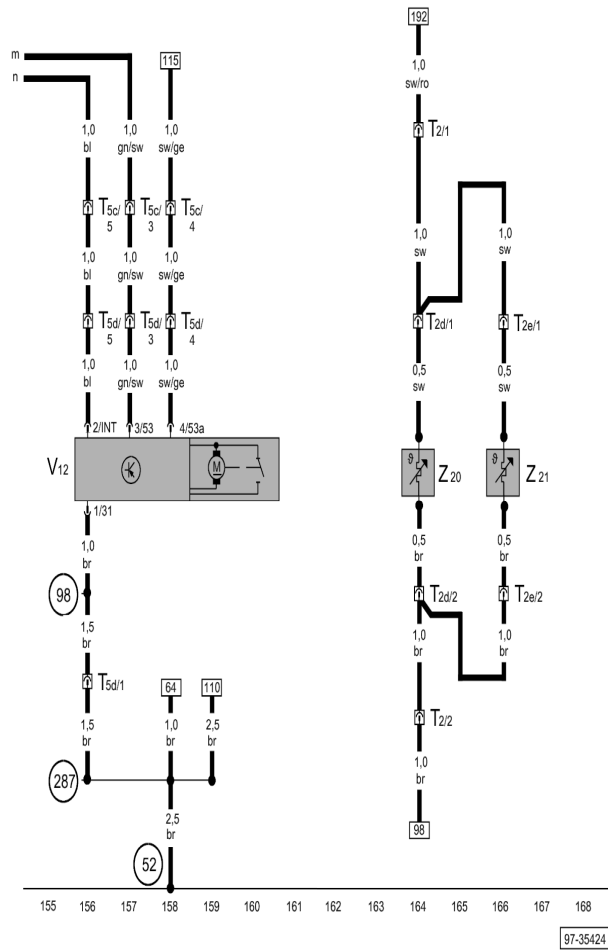 192
m
115
n
1,0
sw/ro
1,0 1,0 1,0
bl gn/sw sw/ge
T2/1
T5c/5 T5c/3 T5c/4
1,0 1,0 1,0
bl gn/sw sw/ge
1,0 1,0
sw sw
T5d/5 T5d/3 T5d/4
T2d/1 T2e/1
1,0 1,0 1,0
bl gn/sw sw/ge
0,5 0,5
sw sw
2/INT 3/53 4/53a
V12 M
ϑ Z20 ϑ Z21
1/31
1,0
br
0,5 0,5
br br
98
T2d/2 T2e/2
1,5
br
1,0 1,0
br br
T5d/1 64 110
T2/2
1,5 1,0 2,5
br br br
1,0
br
287
2,5
br
98
52
155 156 157 158 159 160 161 162 163 164 165 166 167 168
97-35424